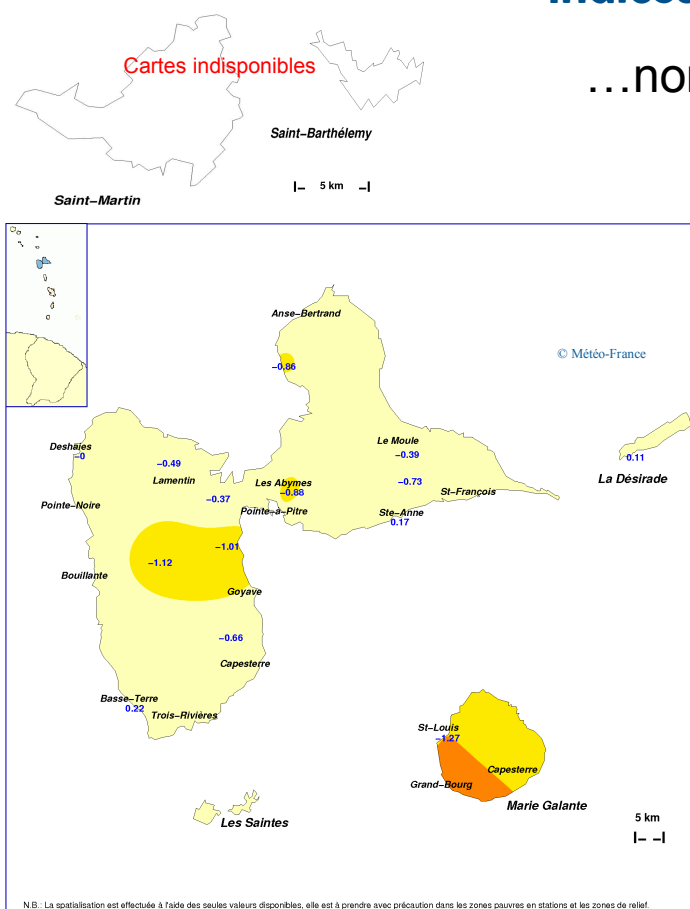 Cartes indisponibles
…nor
Saint−Barthélemy
5 km
Saint−Martin
Anse−Bertrand
© Météo-France
−0.86
Le Moule
−0.39
Deshaies
−0
−0.49
Lamentin
Les Abymes
−0.88
−0.73
St−François
0.11
La Désirade
−0.37
Pointe−Noire
Pointe−à−Pitre
Ste−Anne
0.17
−1.01
−1.12
Bouillante
Goyave
−0.66
Capesterre
Basse−Terre
0.22
Trois−Rivières
St−Louis
−1.27
Capesterre
Grand−Bourg
Marie Galante
Les Saintes
5 km
N.B.: La spatialisation est effectuée à l'aide des seules valeurs disponibles, elle est à prendre avec précaution dans les zones pauvres en stations et les zones de relief.